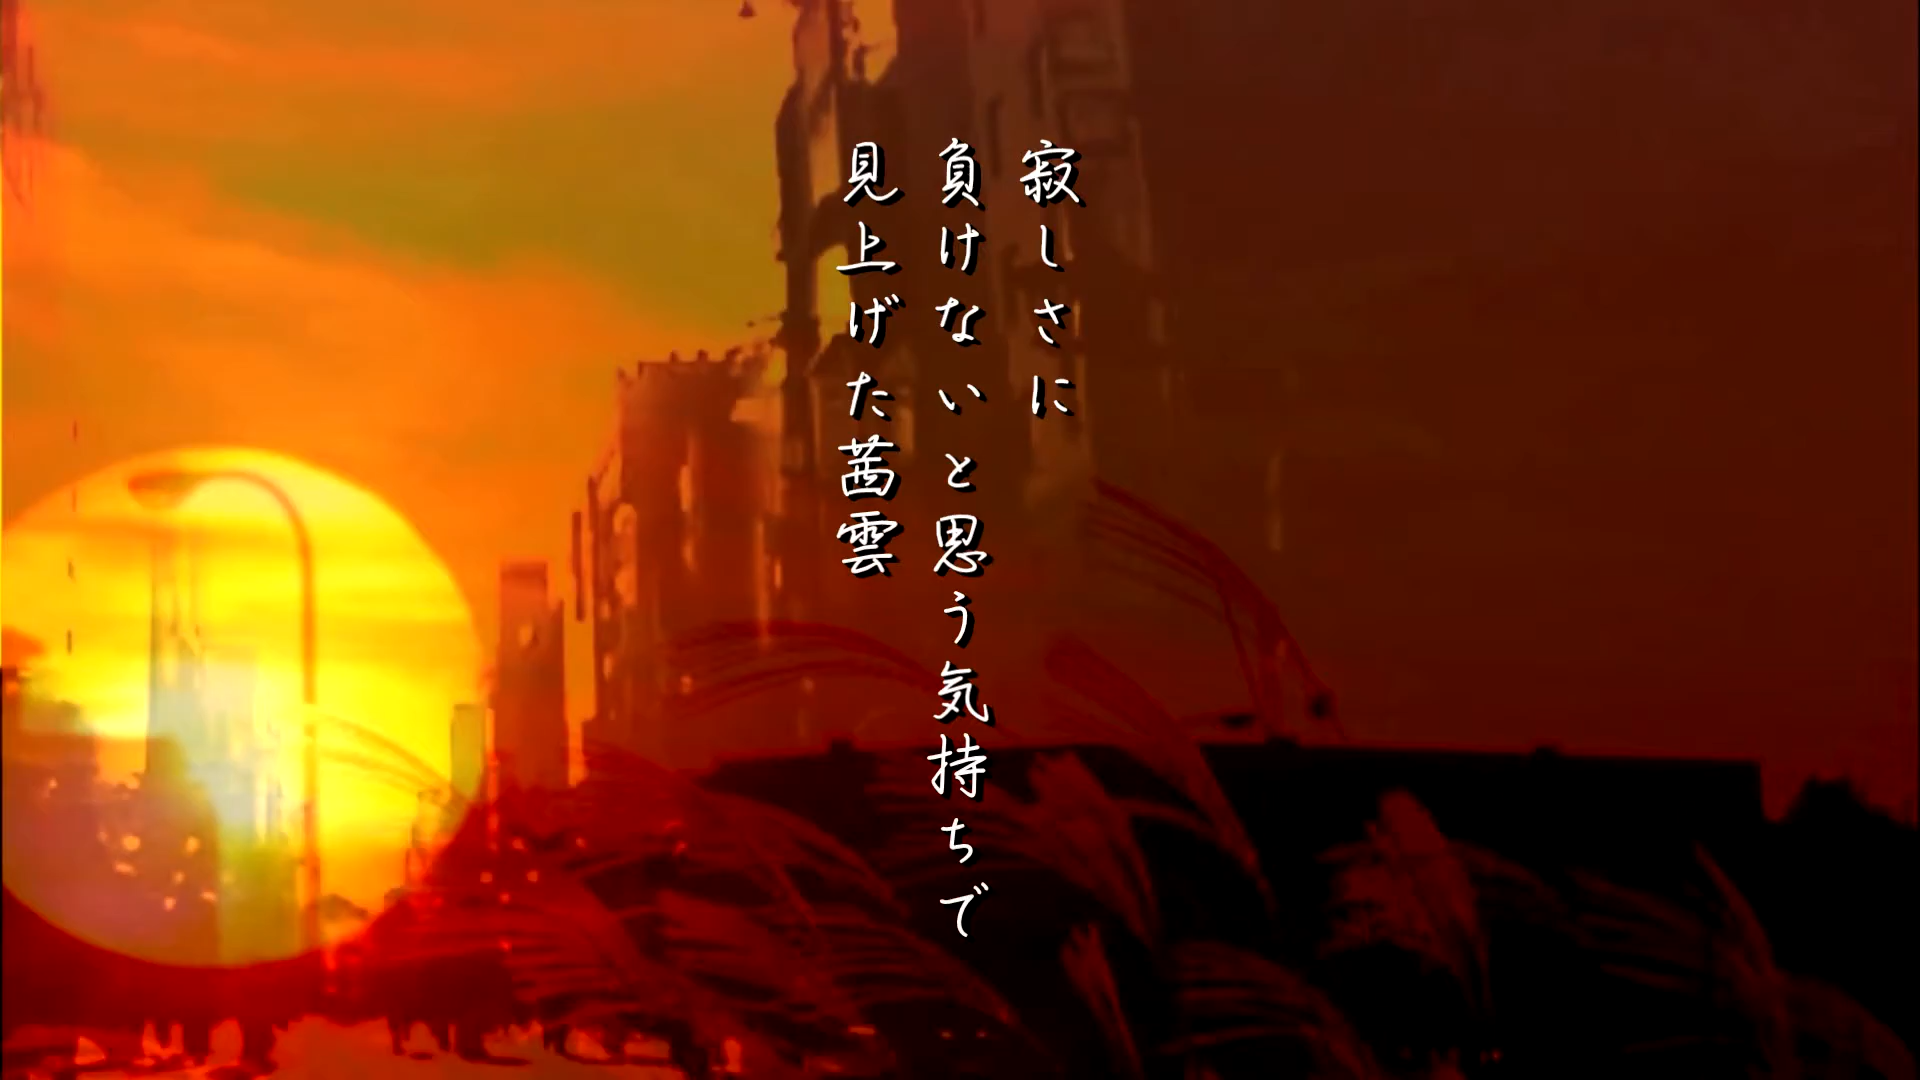 寂しさに
負けないと思う気持ちで
見上げた茜雲